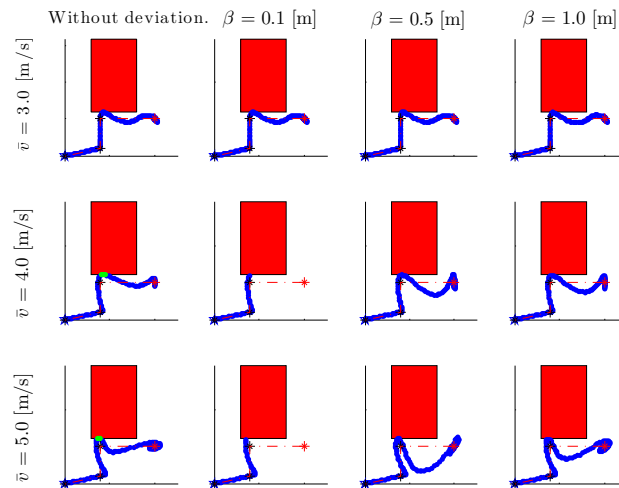 Without deviation. β = 0.1 [m] β = 0.5 [m] β = 1.0 [m]
v̄ = 3.0 [m/s]
v̄ = 4.0 [m/s]
v̄ = 5.0 [m/s]